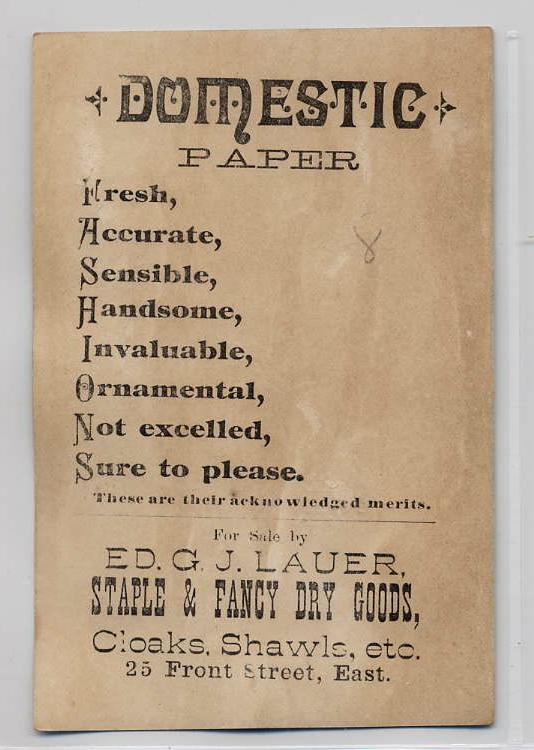 DOMESTIC
PAPER
Fresh,
Accurate,
Sensible,
Handsome,
Invaluable,
Ornamental,
Not excelled,
Sure to please.
These are their acknowledged merits.
For Sale by
ED. G. J. LAUER,
STAPLE & FANCY DRY GOODS,
Cloaks, Shawls, etc.
25 Front Street, East.
8